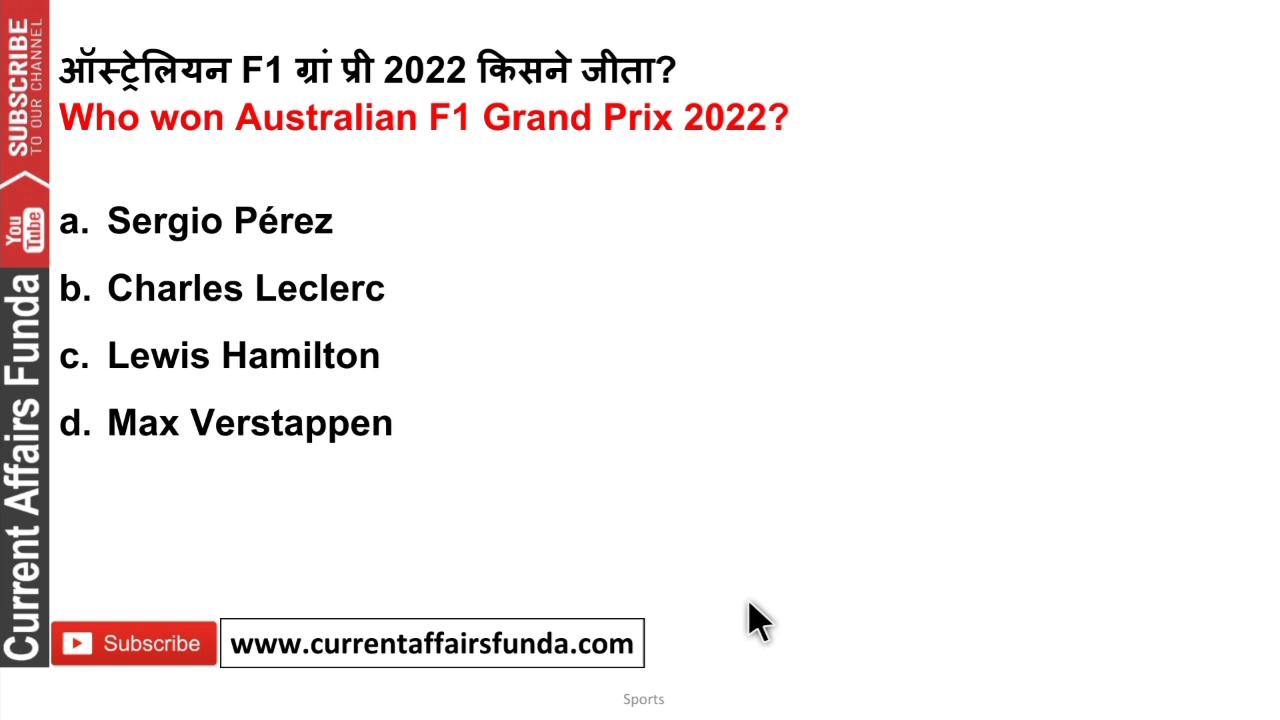 ऑस्ट्रेलियन F1 ग्रां प्री 2022 किसने जीता?
Who won Australian F1 Grand Prix 2022?
a. Sergio Pérez
b. Charles Leclerc
c. Lewis Hamilton
d. Max Verstappen
SUBSCRIBE
TO OUR CHANNEL
You
Tube
Current Affairs Funda
Subscribe
www.currentaffairsfunda.com
Sports